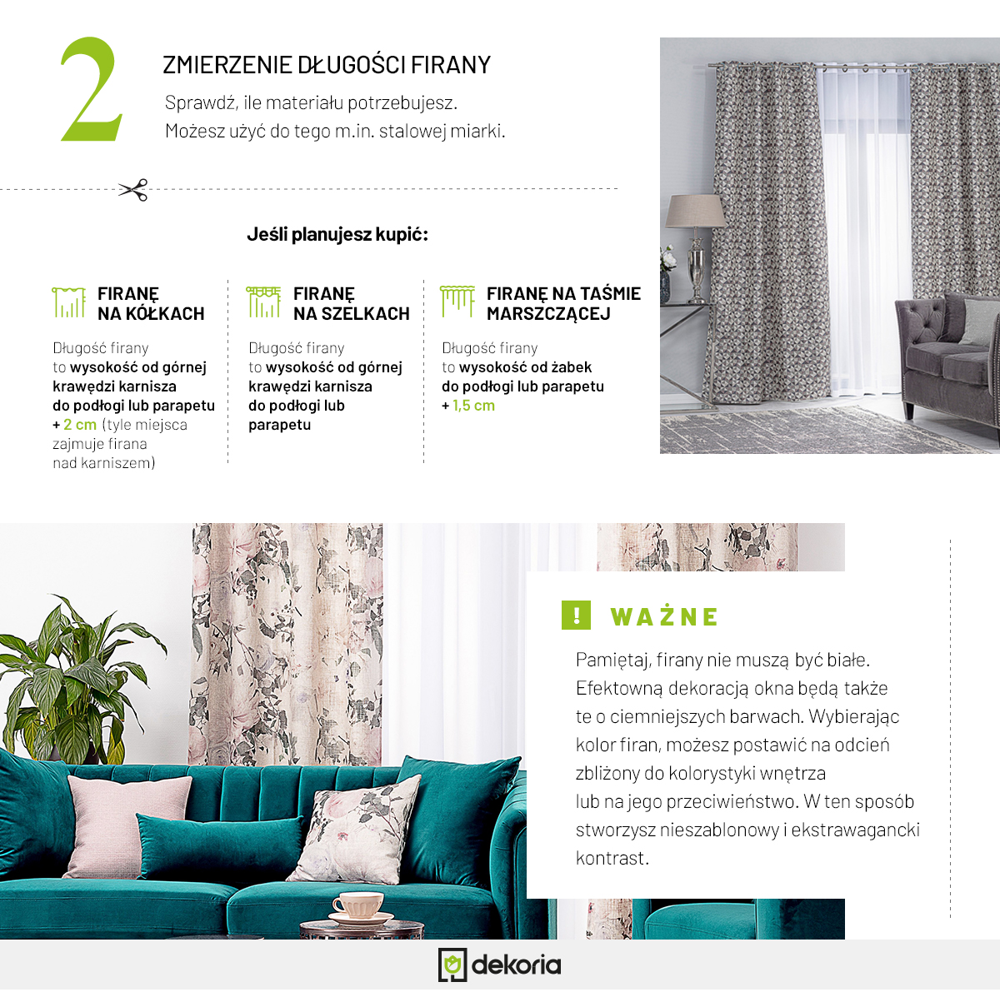 2
ZMIERZENIE DŁUGOŚCI FIRANY
Sprawdź, ile materiału potrzebujesz.
Możesz użyć do tego m.in. stalowej miarki.
Jeśli planujesz kupić:
FIRANĘ
NA KÓŁKACH
Długość firany
to wysokość od górnej
krawędzi karnisza
do podłogi lub parapetu
+ 2 cm (tyle miejsca
zajmuje firana
nad karniszem)
FIRANĘ
NA SZELKACH
Długość firany
to wysokość od górnej
krawędzi karnisza
do podłogi lub
parapetu
FIRANĘ NA TAŚMIE
MARSZCZĄCEJ
Długość firany
to wysokość od żabek
do podłogi lub parapetu
+ 1,5 cm
! WAŻNE
Pamiętaj, firany nie muszą być białe.
Efektowną dekoracją okna będą także
te o ciemniejszych barwach. Wybierając
kolor firan, możesz postawić na odcień
zbliżony do kolorystyki wnętrza
lub na jego przeciwieństwo. W ten sposób
stworzysz nieszablonowy i ekstrawagancki
kontrast.
dekoria